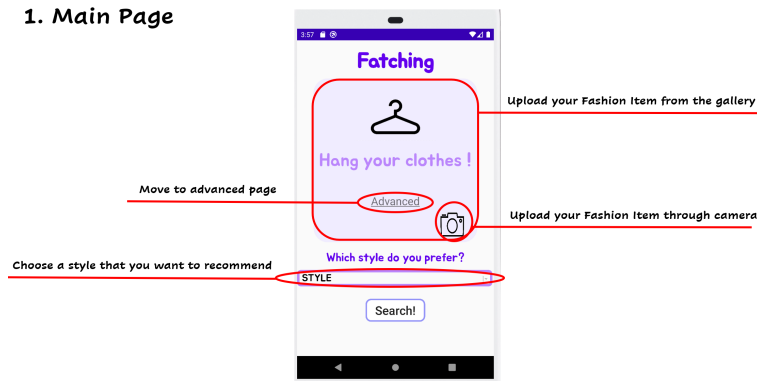 1. Main Page
3:57
Fatching
Upload your Fashion Item from the gallery
Hang your clothes !
Move to advanced page
Advanced
Upload your Fashion Item through camera
Which style do you prefer?
Choose a style that you want to recommend
STYLE
Search!